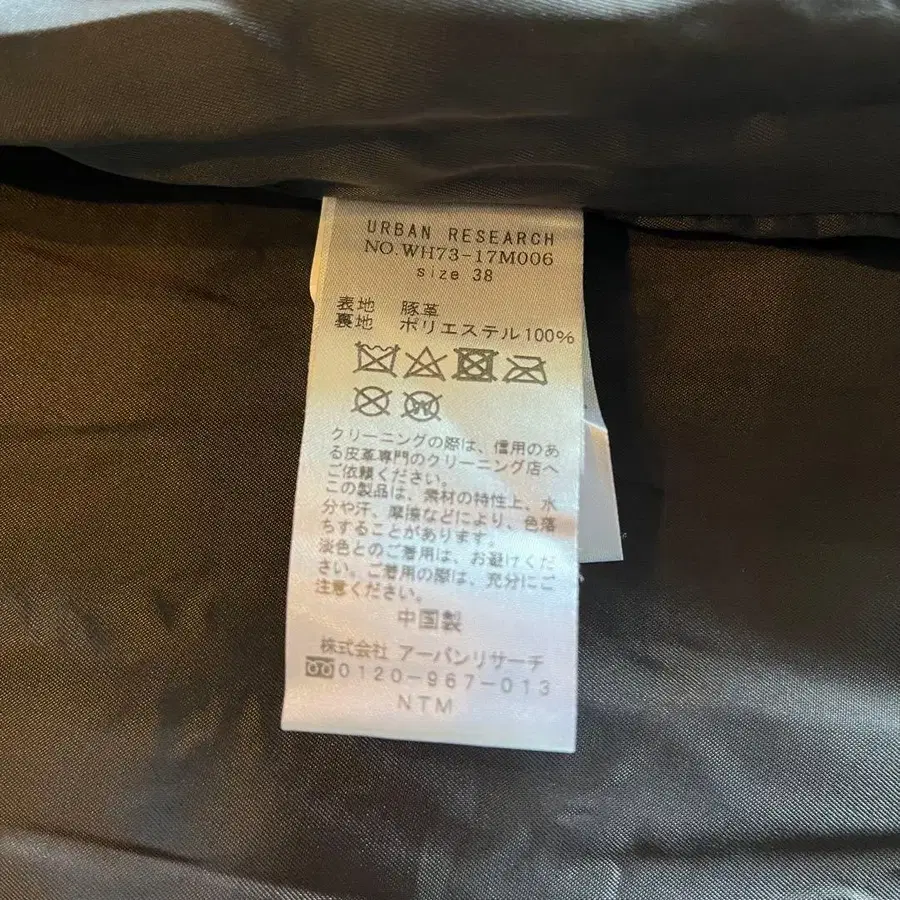 URBAN RESEARCH
NO.WH73-17M006
size 38
表地 豚革
裏地 ポリエステル100%
W
クリーニングの際は、信用のあ
る皮革専門のクリーニング店へ
ご依頼ください。
この製品は、素材の特性上、水
分や汗、摩擦などにより、色落
ちすることがあります。
淡色とのご着用は、お避けくだ
さい。ご着用の際は、充分にご
注意ください。
中国製
株式会社 アーバンリサーチ
0120-967-013
NTM